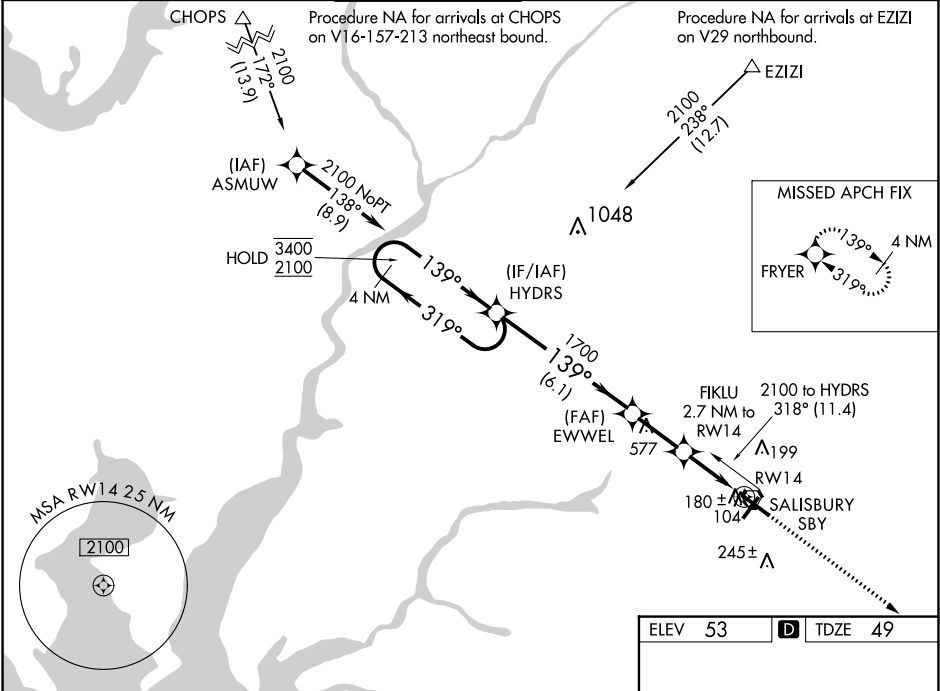 CHOPS
Procedure NA for arrivals at CHOPS
on V16-157-213 northeast bound.
Procedure NA for arrivals at EZIZI
on V29 northbound.
2100
172°
(13.9)
EZIZI
2100
238°
(12.7)
(IAF)
ASMUW
2100 NoPT
138°
(8.9)
1048
MISSED APCH FIX
139°
4 NM
FRYER
319°
HOLD
3400
2100
4 NM
139°
319°
(IF/IAF)
HYDRS
1700
139°
(6.1)
(FAF)
EWWEL
577
FIKLU
2.7 NM to
RW14
2100 to HYDRS
318° (11.4)
199
RW14
180 ±
104
SALISBURY
SBY
245±
MSA RW14 25 NM
2100
ELEV 53
D
TDZE 49